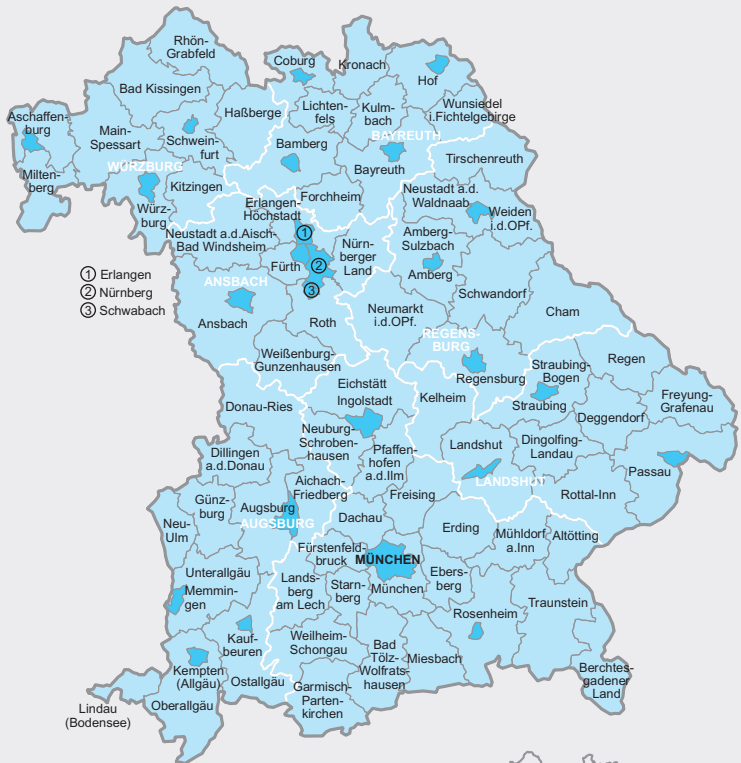 Rhön-
Grabfeld
Coburg
Kronach
Hof
Bad Kissingen
Lichten-
fels
Kulm-
bach
Wunsiedel
i.Fichtelgebirge
Haßberge
Aschaffen-
burg
Main-
Spessart
Schwein-
furt
Bamberg
BAYREUTH
Bayreuth
Tirschenreuth
Milten-
berg
WÜRZBURG
Kitzingen
Würz-
burg
Forchheim
Erlangen-
Höchstadt
Neustadt a.d.
Waldnaab
Weiden
i.d.OPf.
Neustadt a.d.Aisch-
Bad Windsheim
1
Nürn-
berger
Land
Amberg-
Sulzbach
Amberg
Fürth
2
3
1 Erlangen
2 Nürnberg
3 Schwabach
ANSBACH
Ansbach
Roth
Neumarkt
i.d.OPf.
Schwandorf
Cham
REGENS-
BURG
Regensburg
Weißenburg-
Gunzenhausen
Eichstätt
Ingolstadt
Kelheim
Straubing-
Bogen
Straubing
Regen
Freyung-
Grafenau
Deggendorf
Donau-Ries
Neuburg-
Schroben-
hausen
Pfaffen-
hofen
a.d.Ilm
Landshut
LANDSHUT
Dingolfing-
Landau
Passau
Rottal-Inn
Dillingen
a.d.Donau
Aichach-
Friedberg
Freising
Günz-
burg
Augsburg
AUGSBURG
Dachau
Erding
Mühldorf
a.Inn
Altötting
Neu-
Ulm
Fürstenfeld-
bruck
MÜNCHEN
München
Ebers-
berg
Unterallgäu
Memmin-
gen
Lands-
berg
am Lech
Starn-
berg
Rosenheim
Traunstein
Kauf-
beuren
Weilheim-
Schongau
Bad
Tölz-
Wolfrats-
hausen
Miesbach
Berchtes-
gadener
Land
Kempten
(Allgäu)
Ostallgäu
Garmisch-
Parten-
kirchen
Lindau
(Bodensee)
Oberallgäu